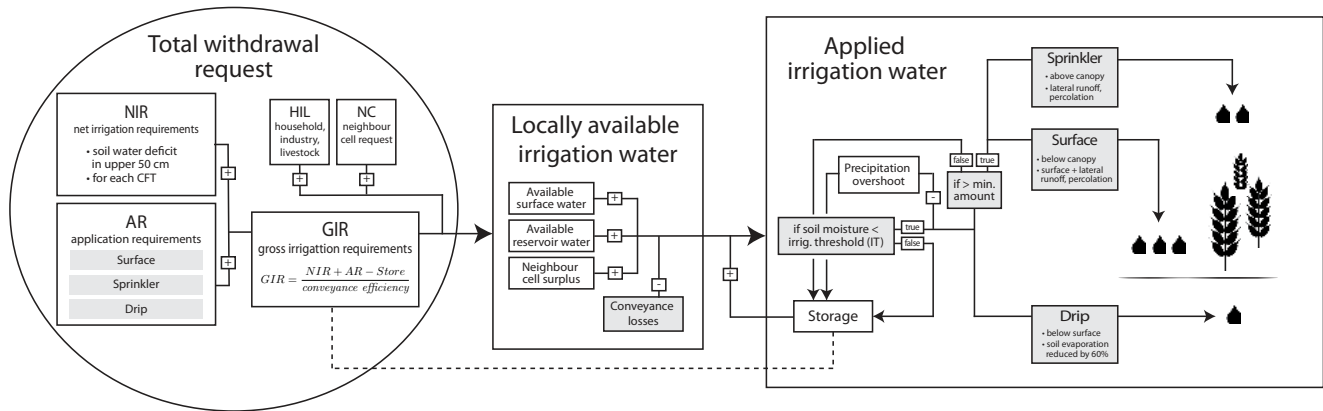 Total withdrawal
request
NIR
net irrigation requirements
• soil water deficit
in upper 50 cm
• for each CFT
+
AR
application requirements
Surface
Sprinkler
Drip
+
HIL
household,
industry,
livestock
+
NC
neighbour
cell request
+
GIR
gross irrigattion requirements
GIR = NIR + AR − Store
conveyance efficiency
Locally available
irrigation water
Available
surface water
+
Available
reservoir water
+
Neighbour
cell surplus
+
-
Conveyance
losses
+
Applied
irrigation water
Precipitation
overshoot
-
false
true
if > min.
amount
if soil moisture <
irrig. threshold (IT)
true
false
Storage
Sprinkler
• above canopy
• lateral runoff,
percolation
Surface
• below canopy
• surface + lateral
runoff, percolation
Drip
• below surface
• soil evaporation
reduced by 60%